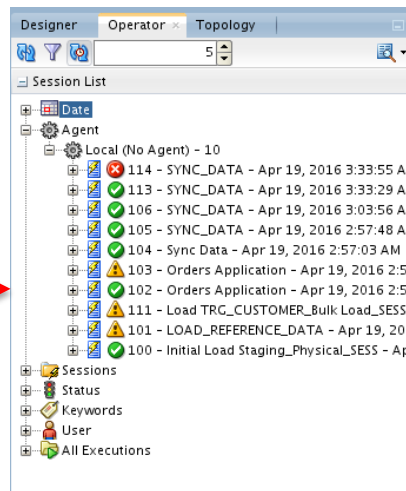 Designer Operator Topology
5
Session List
Date
Agent
Local (No Agent) - 10
114 - SYNC_DATA - Apr 19, 2016 3:33:55 A
113 - SYNC_DATA - Apr 19, 2016 3:33:29 A
106 - SYNC_DATA - Apr 19, 2016 3:03:56 A
105 - SYNC_DATA - Apr 19, 2016 2:57:48 A
104 - Sync Data - Apr 19, 2016 2:57:03 AM
103 - Orders Application - Apr 19, 2016 2:5
102 - Orders Application - Apr 19, 2016 2:5
111 - Load TRG_CUSTOMER_Bulk Load_SESS
101 - LOAD_REFERENCE_DATA - Apr 19, 20
100 - Initial Load Staging_Physical_SESS - Ap
Sessions
Status
Keywords
User
All Executions